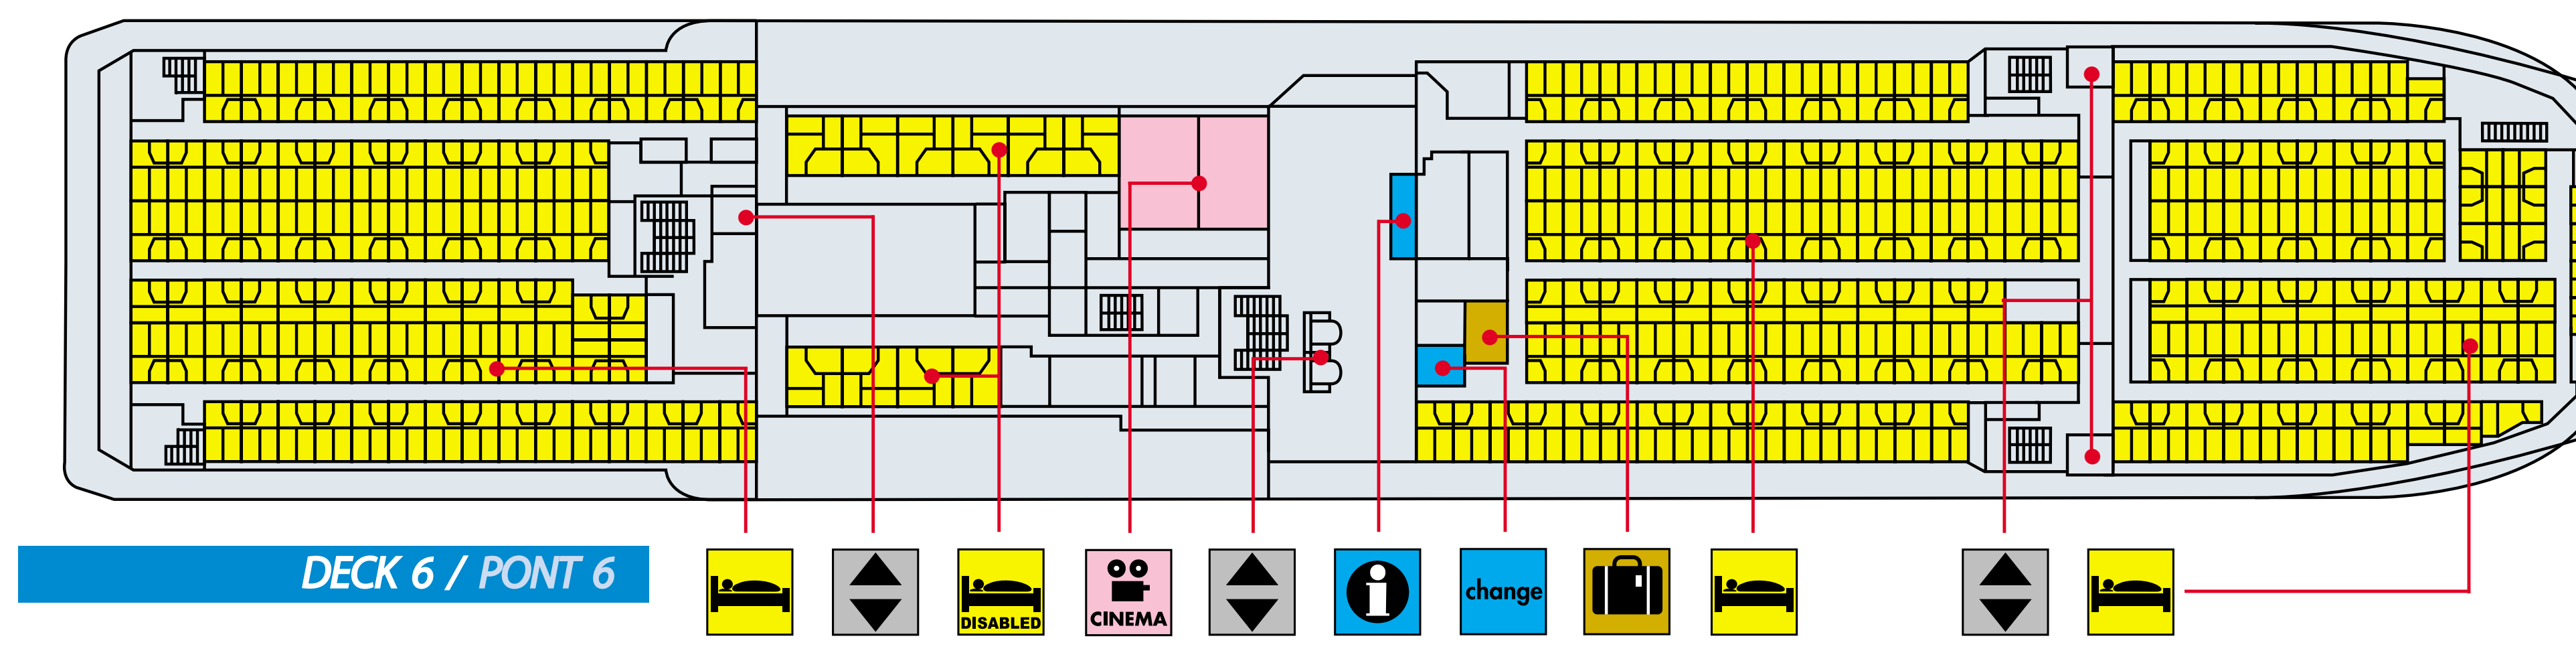 DECK 6 / PONT 6
DISABLED
CINEMA
i
change